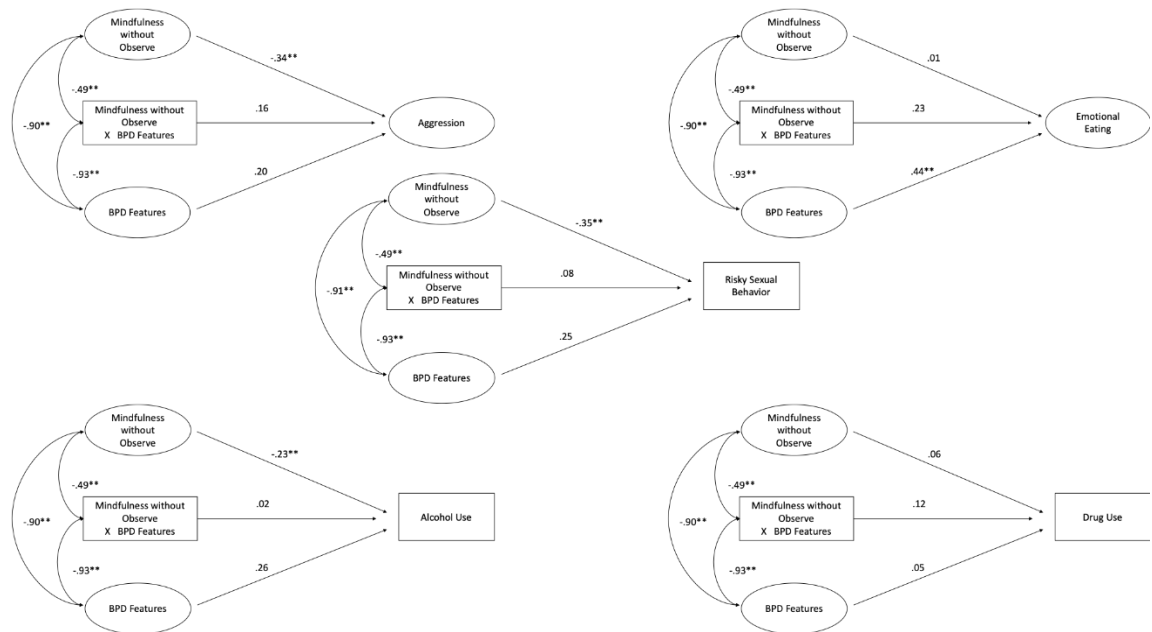 Mindfulness
without
Observe
-.34**
-.49**
Mindfulness without
Observe
X BPD Features
.16
Aggression
-.90**
-.93**
.20
BPD Features
Mindfulness
without
Observe
.01
-.49**
Mindfulness without
Observe
X BPD Features
.23
Emotional
Eating
-.90**
-.93**
.44**
BPD Features
Mindfulness
without
Observe
-.35**
-.49**
Mindfulness without
Observe
X BPD Features
.08
Risky Sexual
Behavior
-.91**
-.93**
.25
BPD Features
Mindfulness
without
Observe
-.23**
-.49**
Mindfulness without
Observe
X BPD Features
.02
Alcohol Use
-.90**
-.93**
.26
BPD Features
Mindfulness
without
Observe
.06
-.49**
Mindfulness without
Observe
X BPD Features
.12
Drug Use
-.90**
-.93**
.05
BPD Features